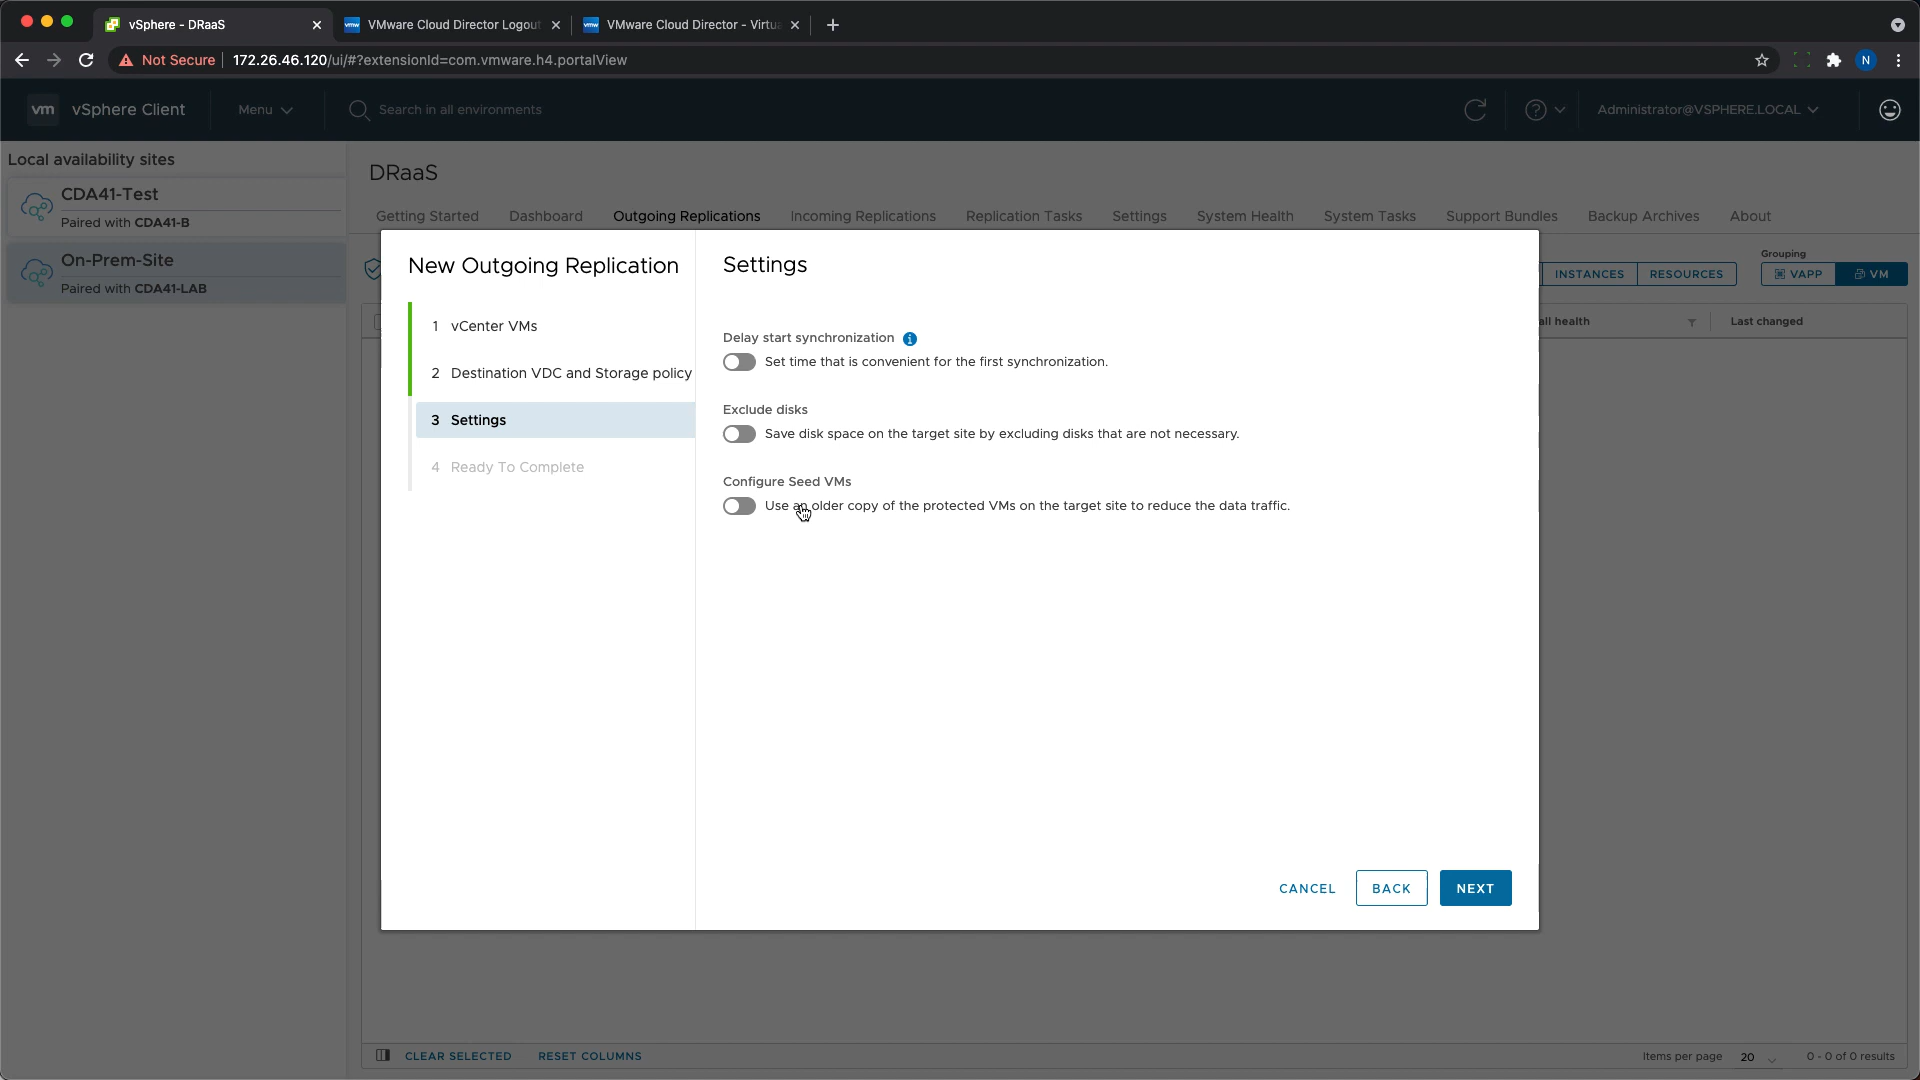 vSphere - DRaaS
VMware Cloud Director Logout
VMware Cloud Director - Virtua
Not Secure
172.26.46.120/ui/#?extensionId=com.vmware.h4.portalView
N
vm
vSphere Client
Menu
Search in all environments
Administrator@VSPHERE.LOCAL
Local availability sites
CDA41-Test
Paired with CDA41-B
On-Prem-Site
Paired with CDA41-LAB
DRaaS
Getting Started
Dashboard
Outgoing Replications
Incoming Replications
Replication Tasks
Settings
System Health
System Tasks
Support Bundles
Backup Archives
About
Grouping
INSTANCES
RESOURCES
VAPP
VM
all health
Last changed
New Outgoing Replication
1 vCenter VMs
2 Destination VDC and Storage policy
3 Settings
4 Ready To Complete
Settings
Delay start synchronization
Set time that is convenient for the first synchronization.
Exclude disks
Save disk space on the target site by excluding disks that are not necessary.
Configure Seed VMs
Use an older copy of the protected VMs on the target site to reduce the data traffic.
CANCEL
BACK
NEXT
CLEAR SELECTED
RESET COLUMNS
Items per page
20
0 - 0 of 0 results